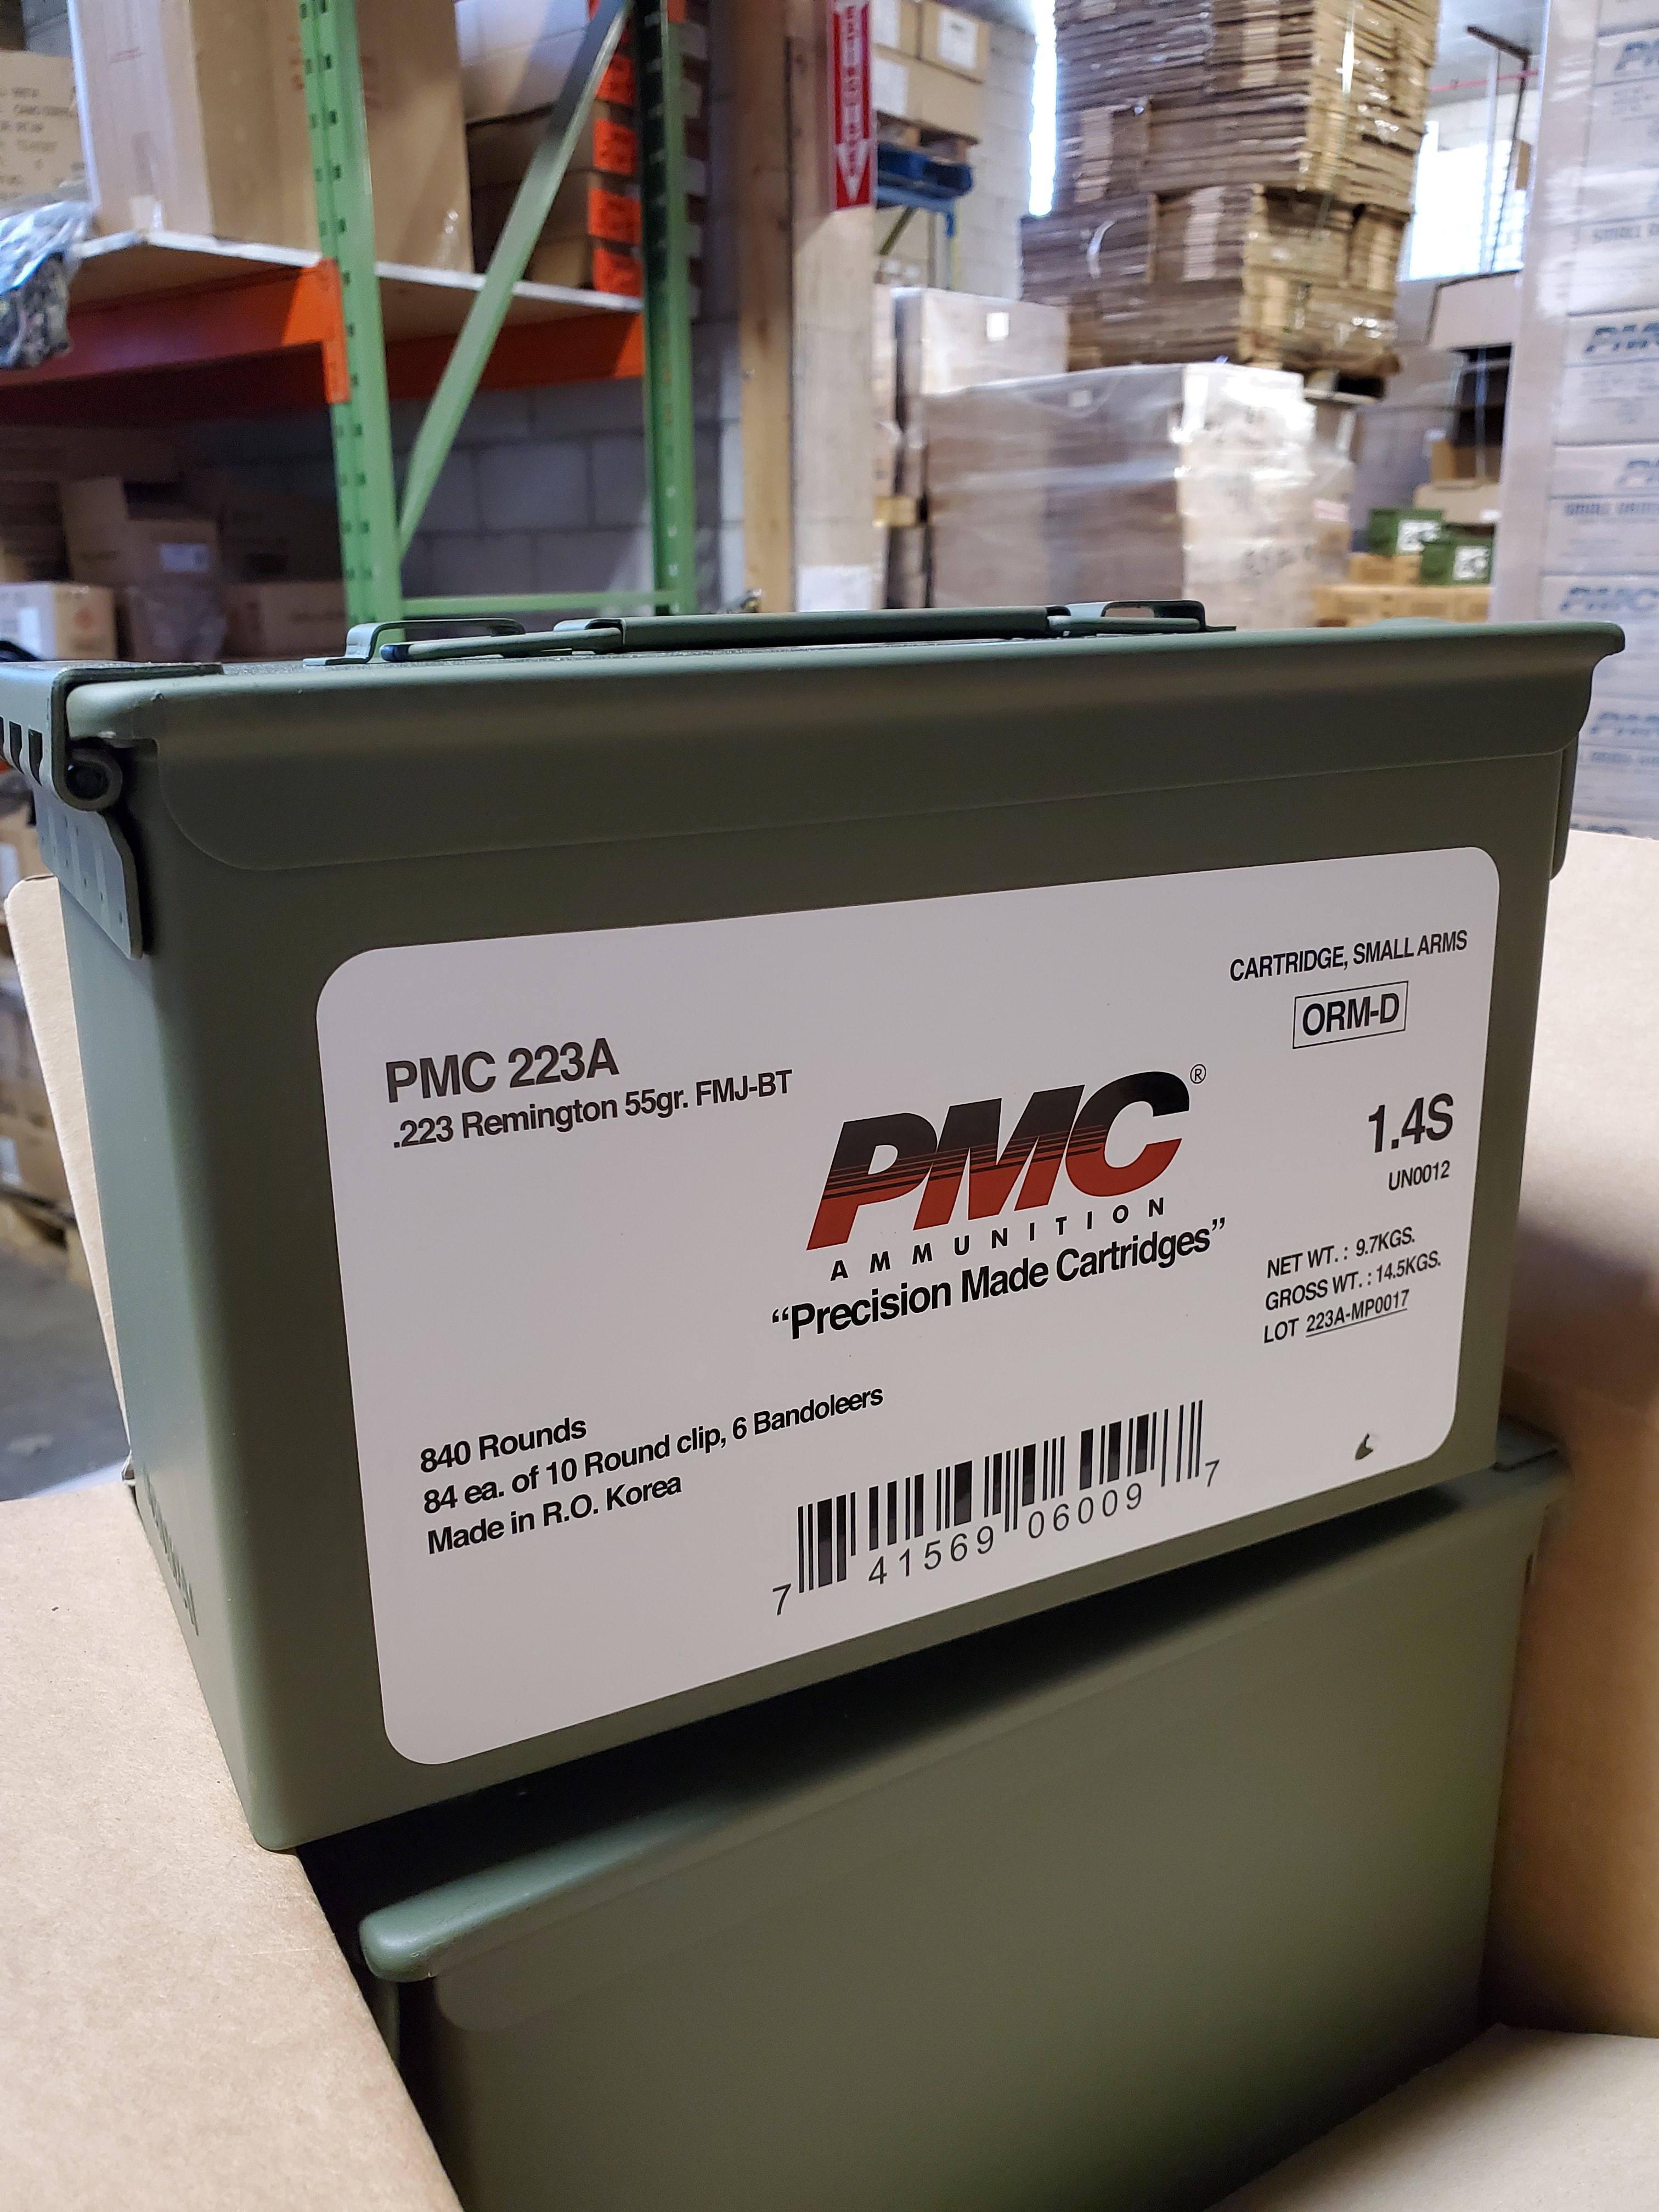 PMC 223A
.223 Remington 55gr. FMJ-BT
CARTRIDGE, SMALL ARMS
ORM-D
PMC®
AMMUNITION
"Precision Made Cartridges"
1.4S
UN0012
NET WT. : 9.7KGS.
GROSS WT. : 14.5KGS.
LOT 223A-MP0017
840 Rounds
84 ea. of 10 Round clip, 6 Bandoleers
Made in R.O. Korea
7 41569 06009 7
PMC